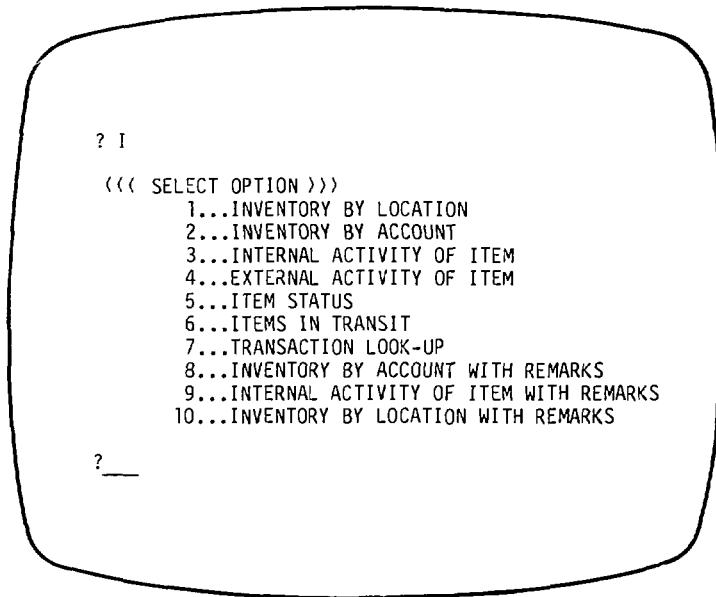 ? I
((( SELECT OPTION )))
1...INVENTORY BY LOCATION
2...INVENTORY BY ACCOUNT
3...INTERNAL ACTIVITY OF ITEM
4...EXTERNAL ACTIVITY OF ITEM
5...ITEM STATUS
6...ITEMS IN TRANSIT
7...TRANSACTION LOOK-UP
8...INVENTORY BY ACCOUNT WITH REMARKS
9...INTERNAL ACTIVITY OF ITEM WITH REMARKS
10...INVENTORY BY LOCATION WITH REMARKS
?___